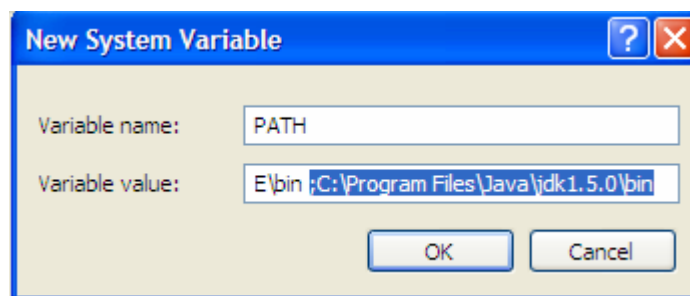 New System Variable
Variable name: PATH
Variable value: E\bin ;C:\Program Files\Java\jdk1.5.0\bin
OK Cancel